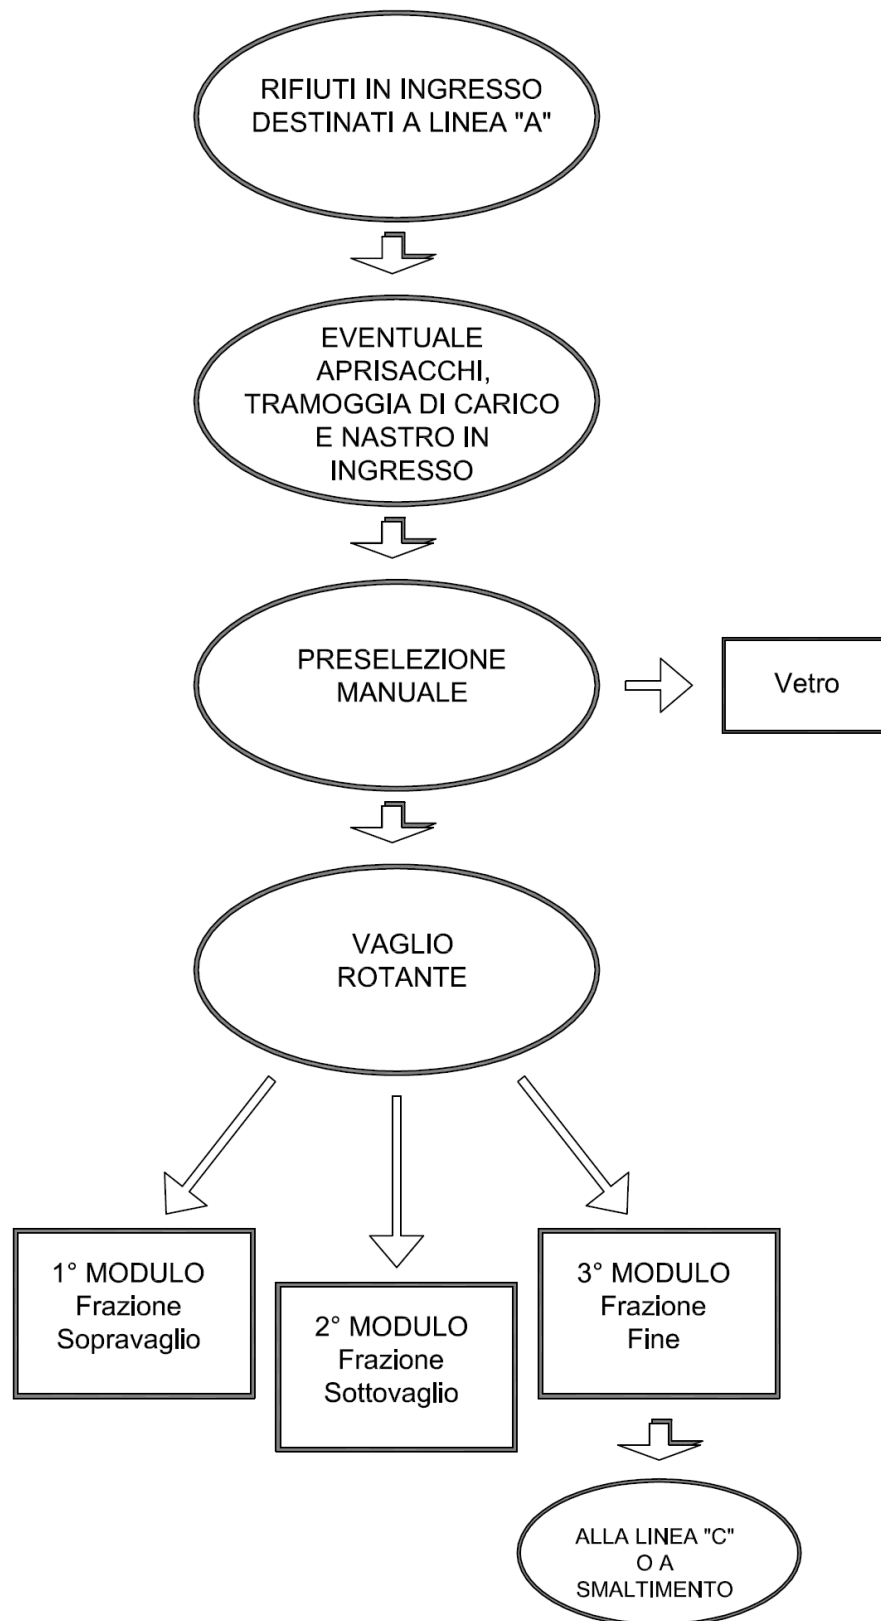 RIFIUTI IN INGRESSO
DESTINATI A LINEA "A"
EVENTUALE
APRISACCHI,
TRAMOGGIA DI CARICO
E NASTRO IN
INGRESSO
PRESELEZIONE
MANUALE
Vetro
VAGLIO
ROTANTE
1° MODULO
Frazione
Sopravaglio
2° MODULO
Frazione
Sottovaglio
3° MODULO
Frazione
Fine
ALLA LINEA "C"
O A
SMALTIMENTO